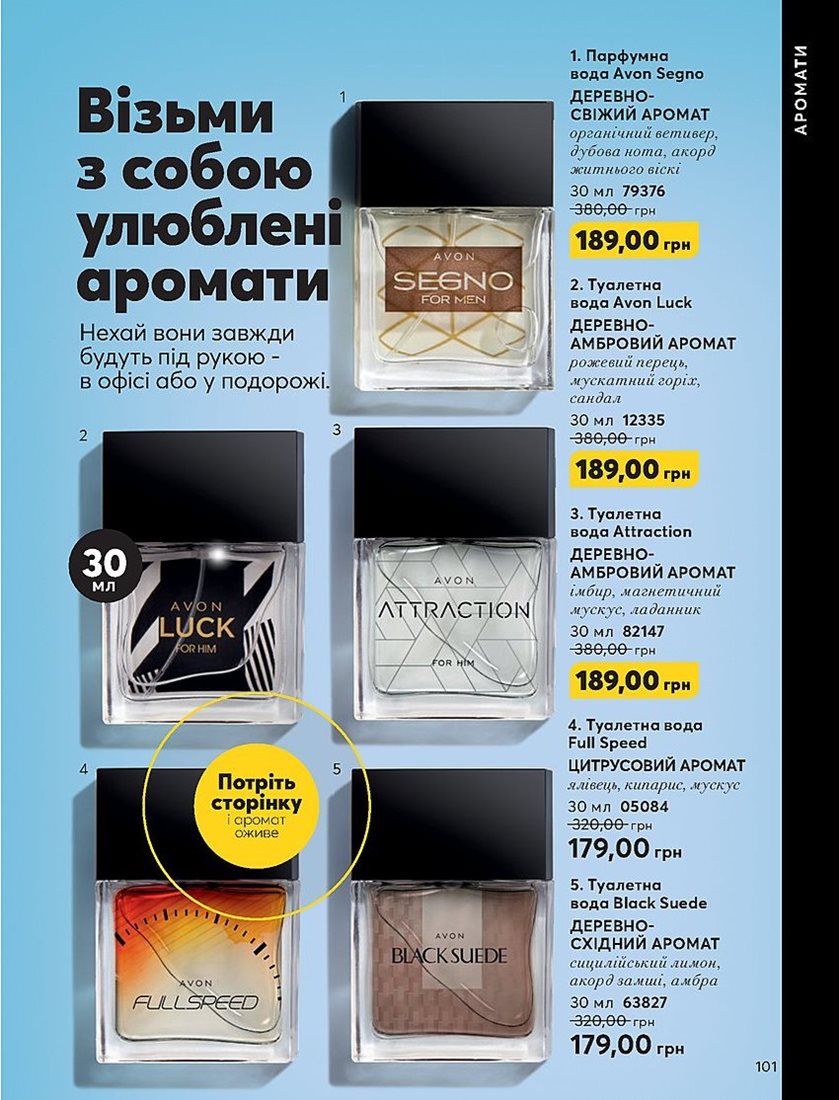 Візьми
з собою
улюблені
аромати
Нехай вони завжди
будуть під рукою -
в офісі або у подорожі.
1
AVON
SEGNO
FOR MEN
2
30
МЛ
AVON
LUCK
FOR HIM
3
AVON
ATTRACTION
FOR HIM
4
Потріть
сторінку
і аромат
оживе
AVON
FULLSPEED
5
AVON
BLACK SUEDE
1. Парфумна
вода Avon Segno
ДЕРЕВНО-
СВІЖИЙ АРОМАТ
органічний ветивер,
дубова нота, акорд
житнього віскі
30 мл 79376
380,00 грн
189,00 грн
2. Туалетна
вода Avon Luck
ДЕРЕВНО-
АМБРОВИЙ АРОМАТ
рожевий перець,
мускатний горіх,
сандал
30 мл 12335
380,00 грн
189,00 грн
3. Туалетна
вода Attraction
ДЕРЕВНО-
АМБРОВИЙ АРОМАТ
імбир, магнетичний
мускус, ладанник
30 мл 82147
380,00 грн
189,00 грн
4. Туалетна вода
Full Speed
ЦИТРУСОВИЙ АРОМАТ
ялівець, кипарис, мускус
30 мл 05084
320,00 грн
179,00 грн
5. Туалетна
вода Black Suede
ДЕРЕВНО-
СХІДНИЙ АРОМАТ
сицилійський лимон,
акорд замші, амбра
30 мл 63827
320,00 грн
179,00 грн
АРОМАТИ
101